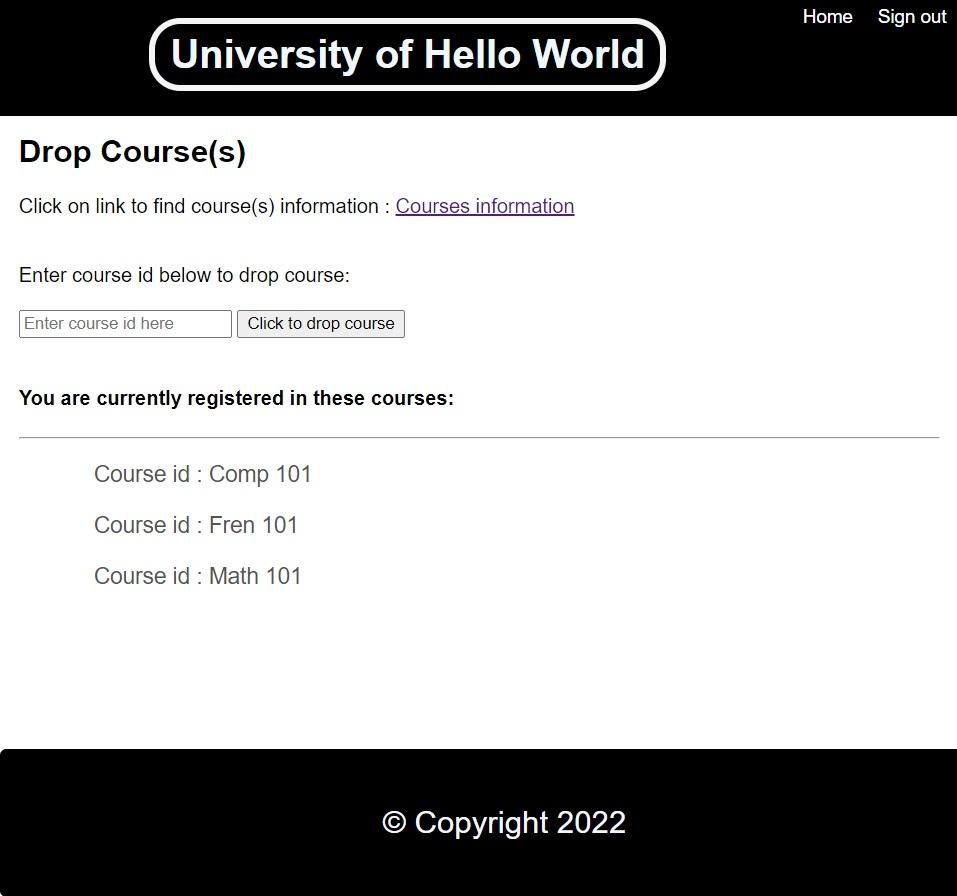 Home Sign out
University of Hello World
Drop Course(s)
Click on link to find course(s) information : Courses information
Enter course id below to drop course:
Enter course id here Click to drop course
You are currently registered in these courses:
Course id : Comp 101
Course id : Fren 101
Course id : Math 101
© Copyright 2022